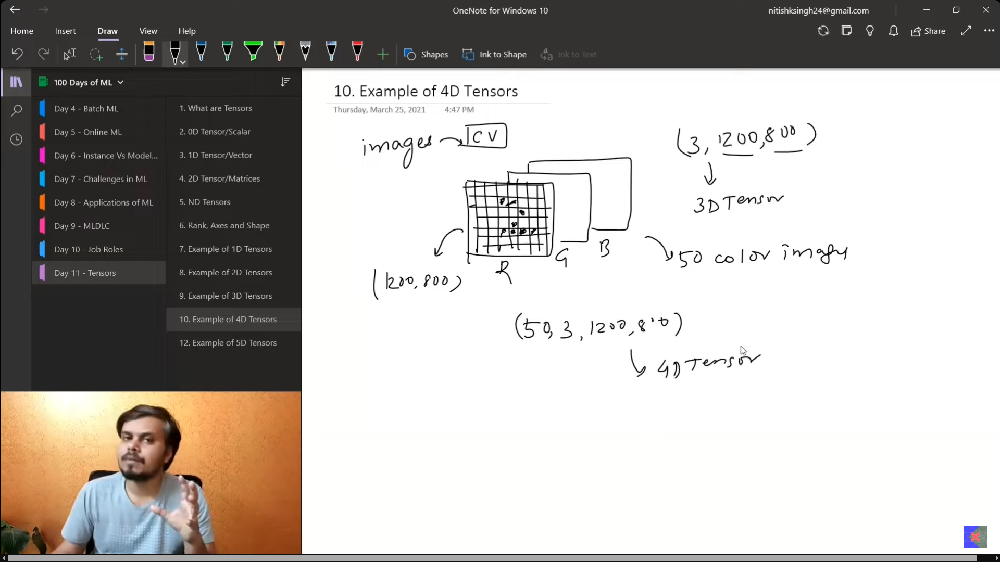 OneNote for Windows 10
nitishksingh24@gmail.com
Home Insert Draw View Help
Share
Shapes Ink to Shape Ink to Text
100 Days of ML
Day 4 - Batch ML
Day 5 - Online ML
Day 6 - Instance Vs Model...
Day 7 - Challenges in ML
Day 8 - Applications of ML
Day 9 - MLDLC
Day 10 - Job Roles
Day 11 - Tensors
1. What are Tensors
2. 0D Tensor/Scalar
3. 1D Tensor/Vector
4. 2D Tensor/Matrices
5. ND Tensors
6. Rank, Axes and Shape
7. Example of 1D Tensors
8. Example of 2D Tensors
9. Example of 3D Tensors
10. Example of 4D Tensors
12. Example of 5D Tensors
10. Example of 4D Tensors
Thursday, March 25, 2021 4:47 PM
images CV
(3, 1200, 800)
3D Tensor
R G B
50 color images
(1200, 800)
(50, 3, 1200, 800)
4D Tensor